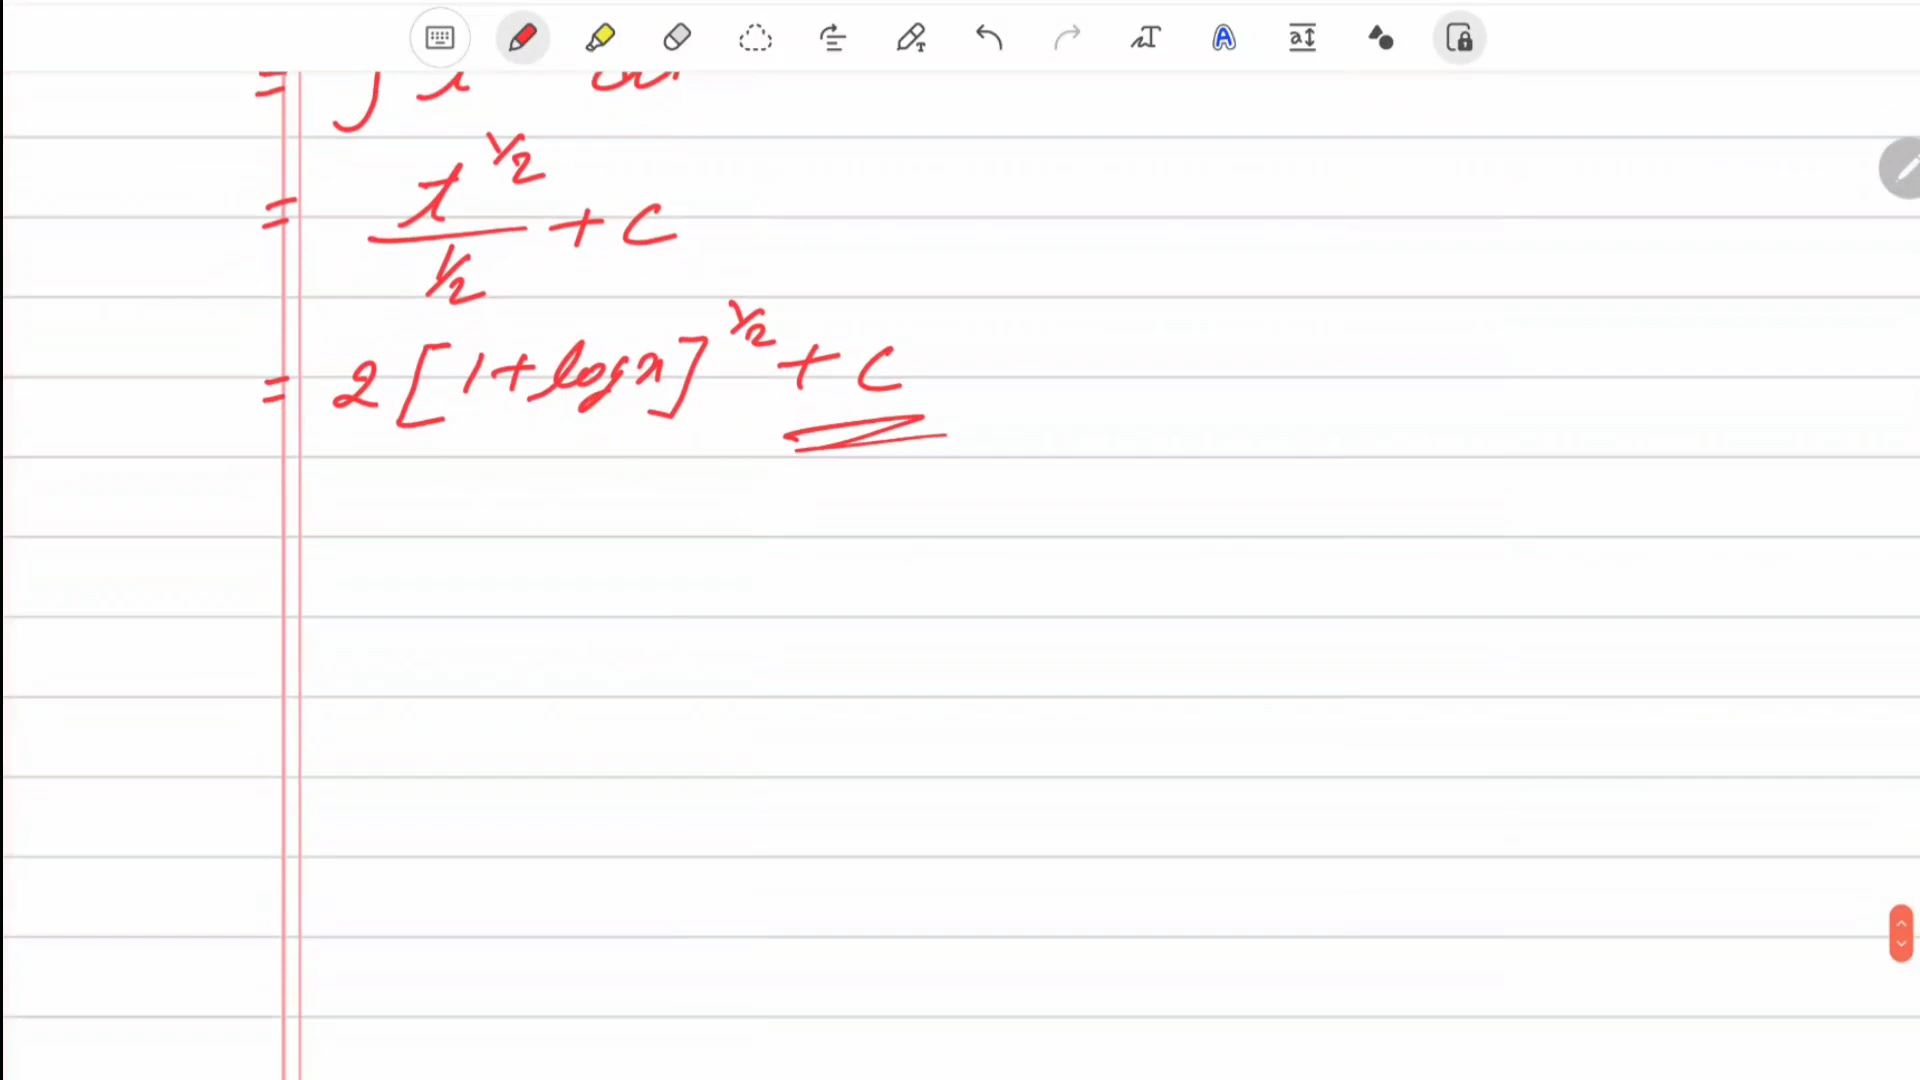 = t^{1/2} / 1/2 + c
= 2 [1 + log x]^{1/2} + c